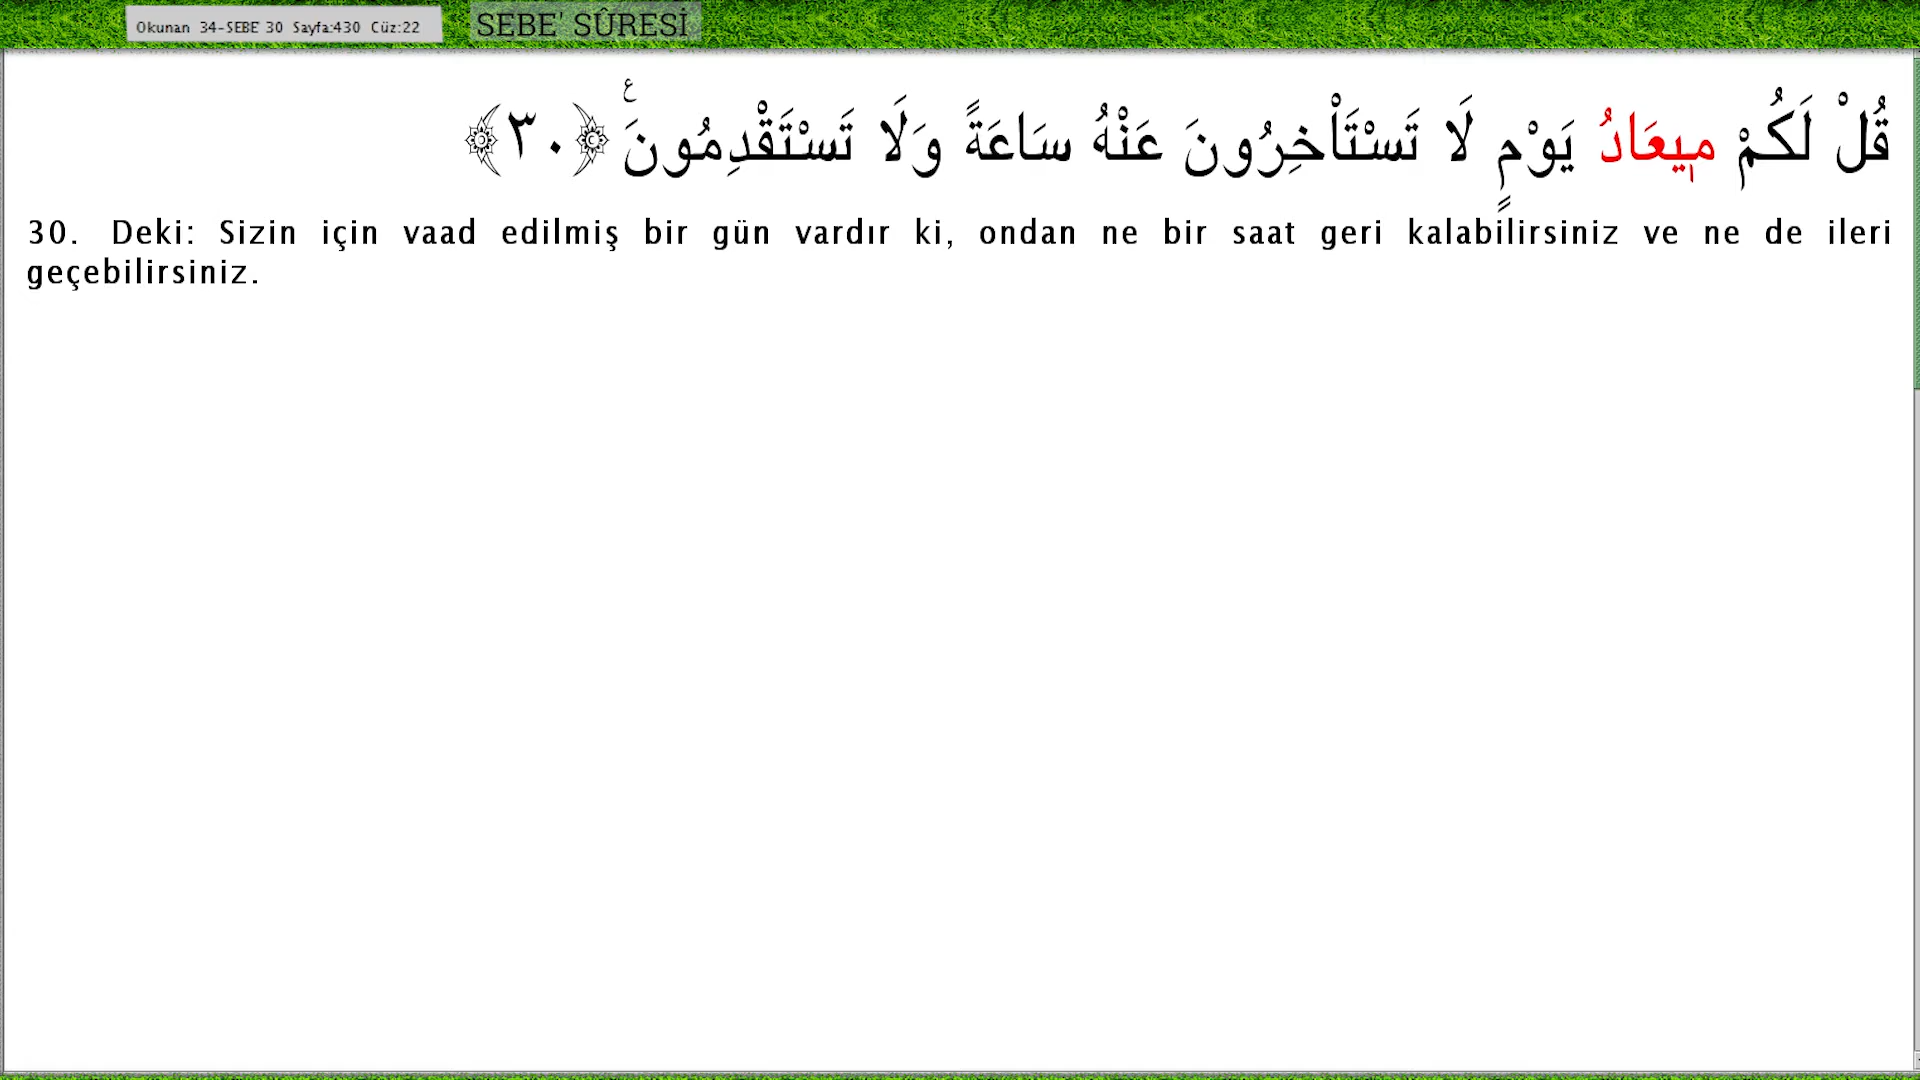 Okunan 34-SEBE' 30 Sayfa:430 Cüz:22
SEBE' SÛRESİ
قُلْ لَكُمْ م۪يعَادُ يَوْمٍ لَا تَسْتَأْخِرُونَ عَنْهُ سَاعَةً وَلَا تَسْتَقْدِمُونَ۟ ﴿٣٠﴾
30. Deki: Sizin için vaad edilmiş bir gün vardır ki, ondan ne bir saat geri kalabilirsiniz ve ne de ileri
geçebilirsiniz.